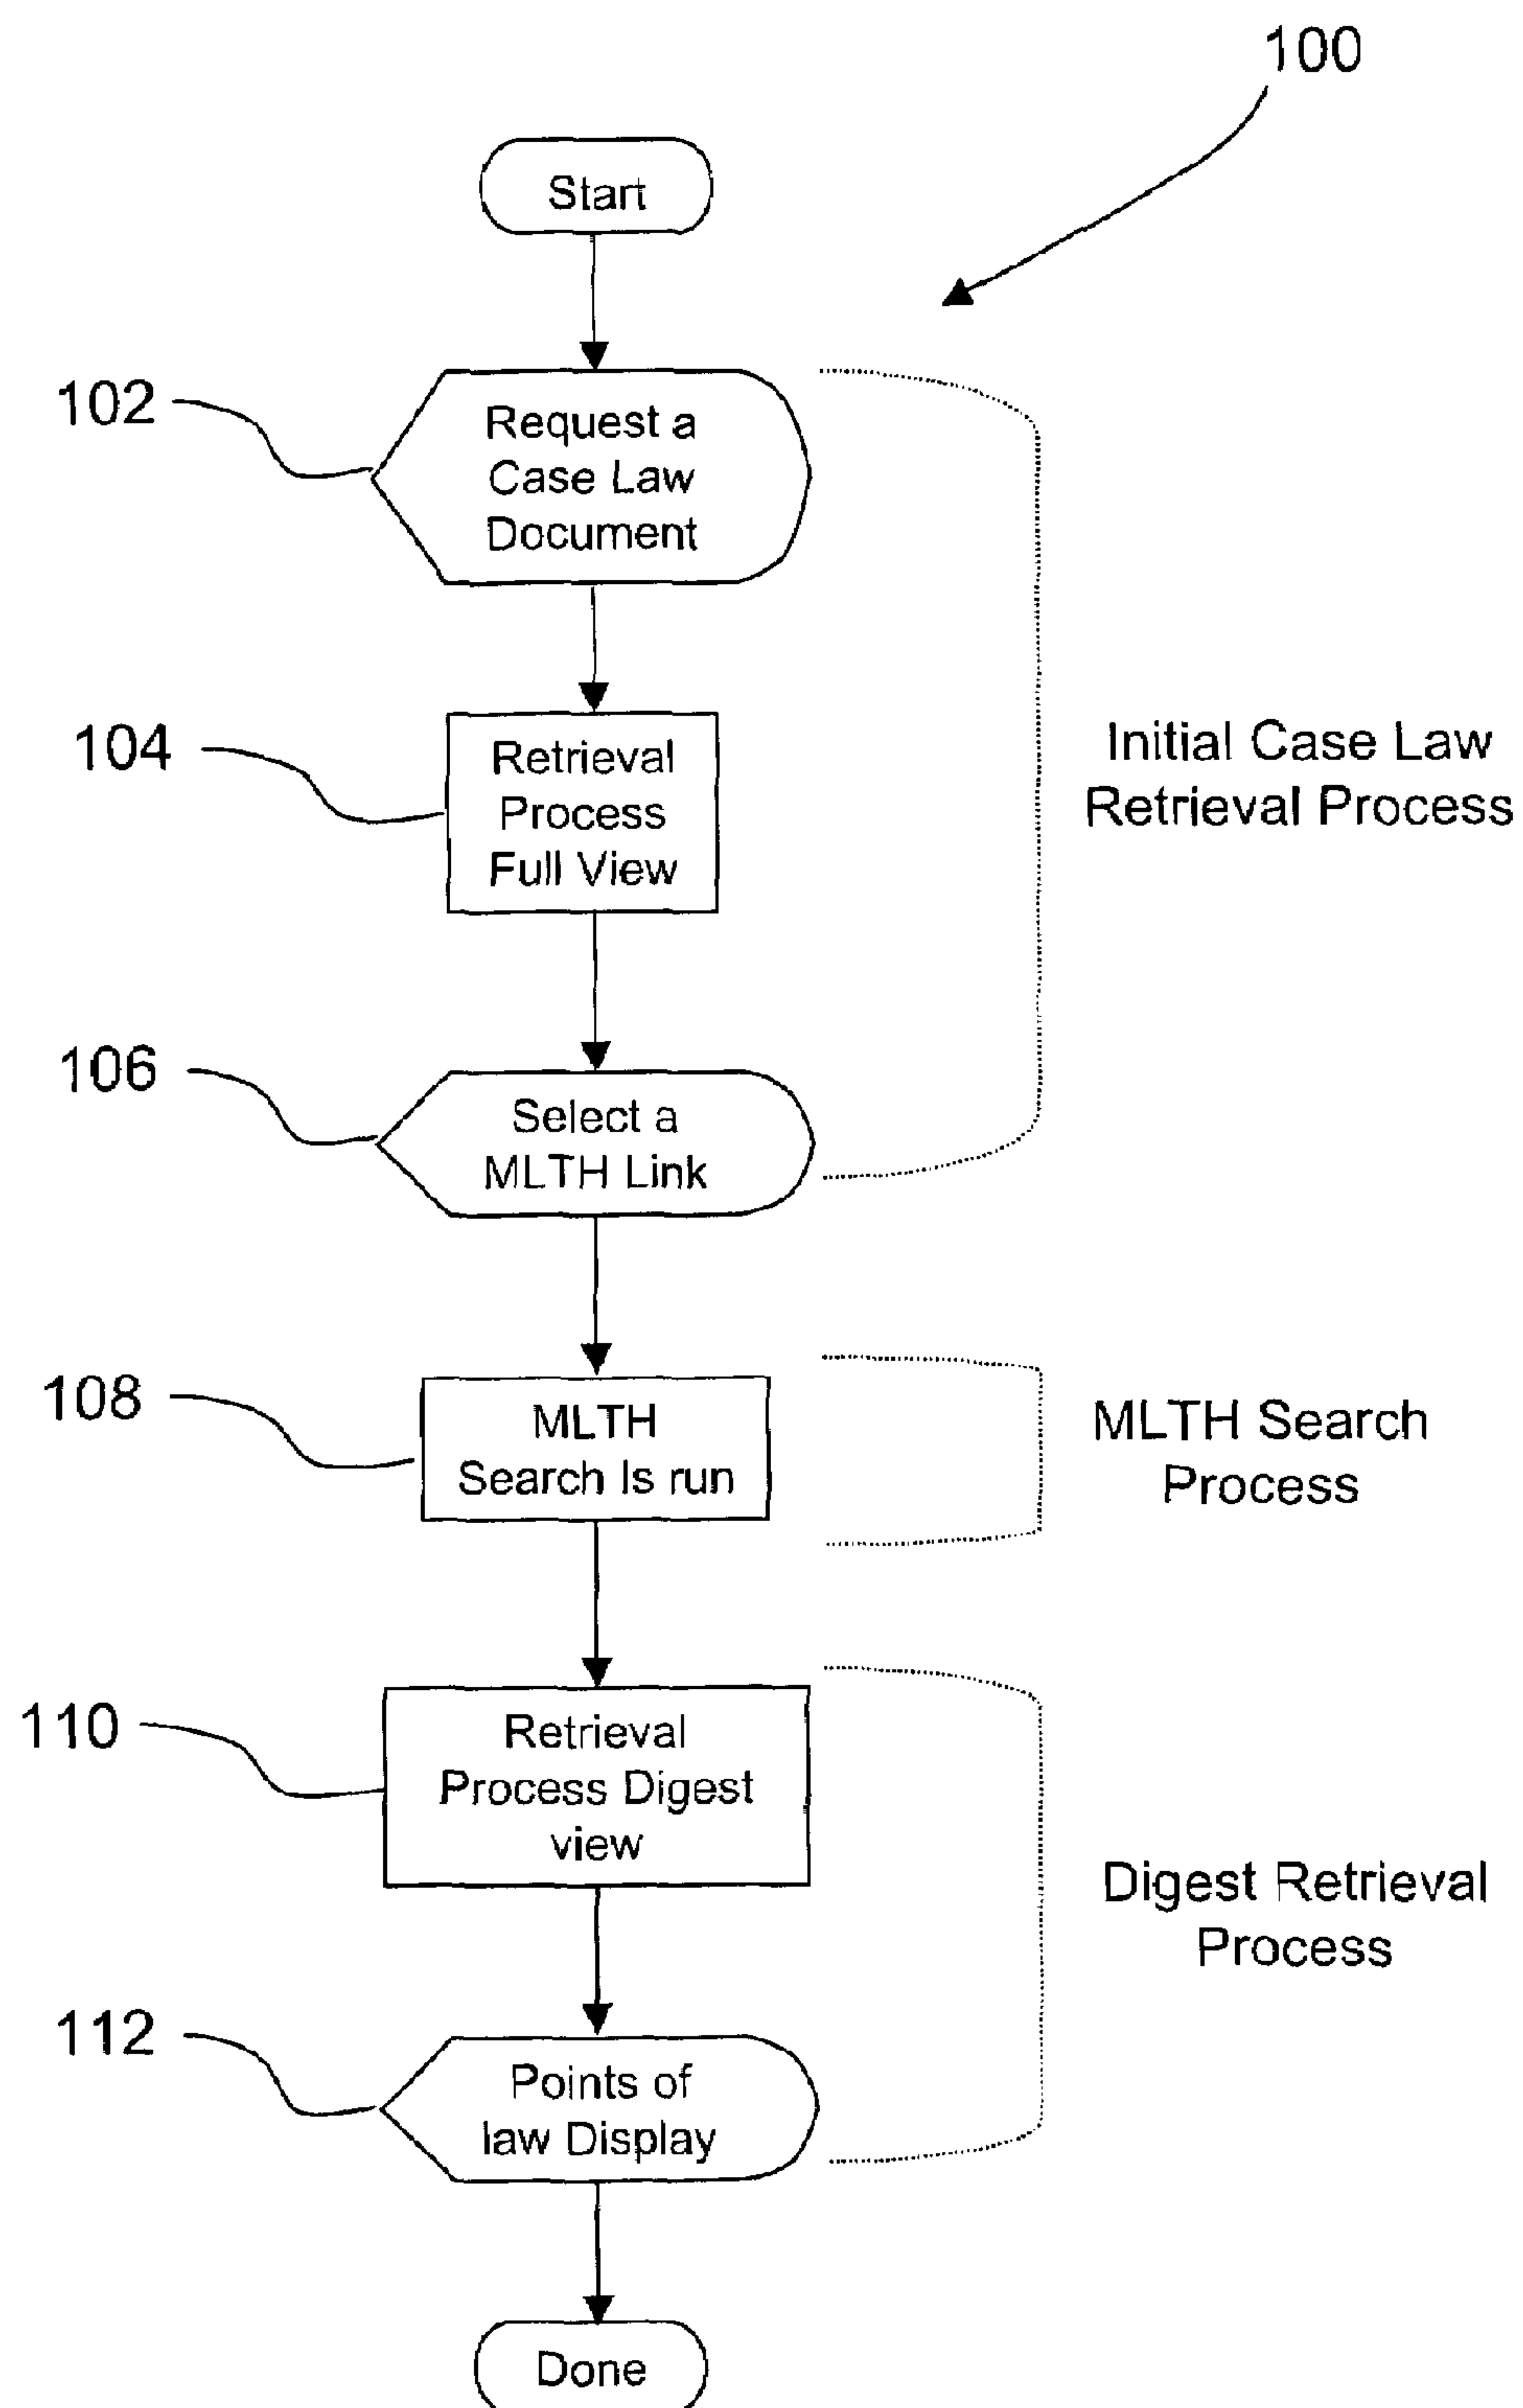 100
Start
102
Request a
Case Law
Document
104
Retrieval
Process
Full View
Initial Case Law
Retrieval Process
106
Select a
MLTH Link
108
MLTH
Search Is run
MLTH Search
Process
110
Retrieval
Process Digest
view
Digest Retrieval
Process
112
Points of
law Display
Done